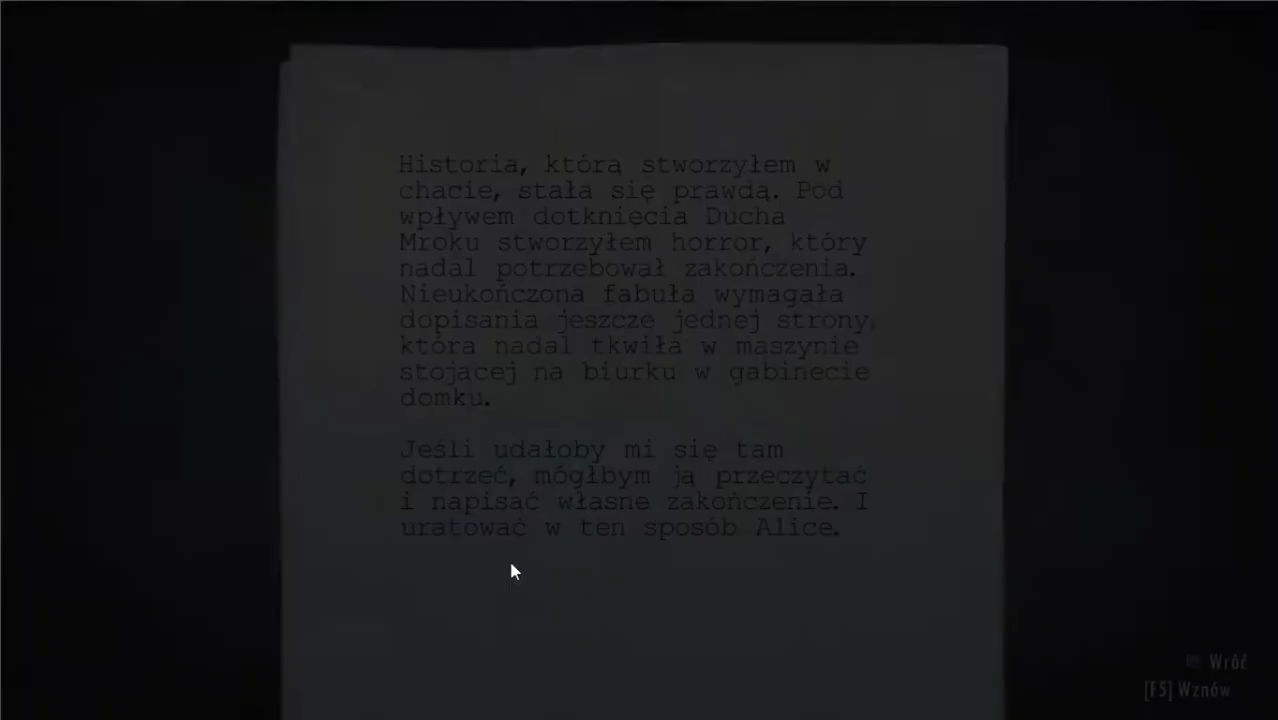 Historia, którą stworzyłem w
chacie, stała się prawdą. Pod
wpływem dotknięcia Ducha
Mroku stworzyłem horror, który
nadal potrzebował zakończenia.
Nieukończona fabuła wymagała
dopisania jeszcze jednej strony,
która nadal tkwiła w maszynie
stojącej na biurku w gabinecie
domku.
Jeśli udałoby mi się tam
dotrzeć, mógłbym ją przeczytać
i napisać własne zakończenie. I
uratować w ten sposób Alice.
Wróć
[F5] Wznów